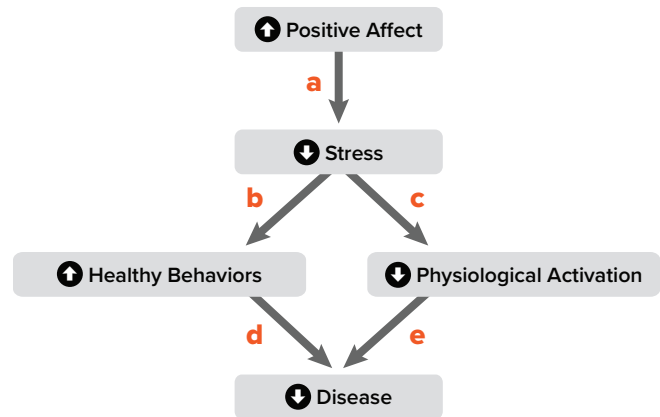 Positive Affect
a
Stress
b
c
Healthy Behaviors
Physiological Activation
d
e
Disease